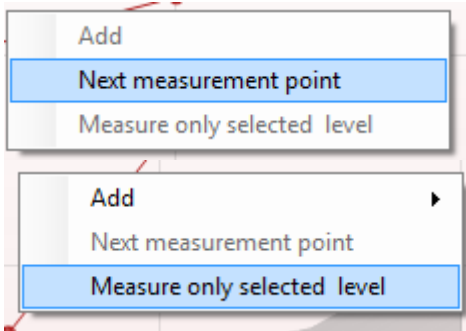 Add
Next measurement point
Measure only selected level
Add
Next measurement point
Measure only selected level